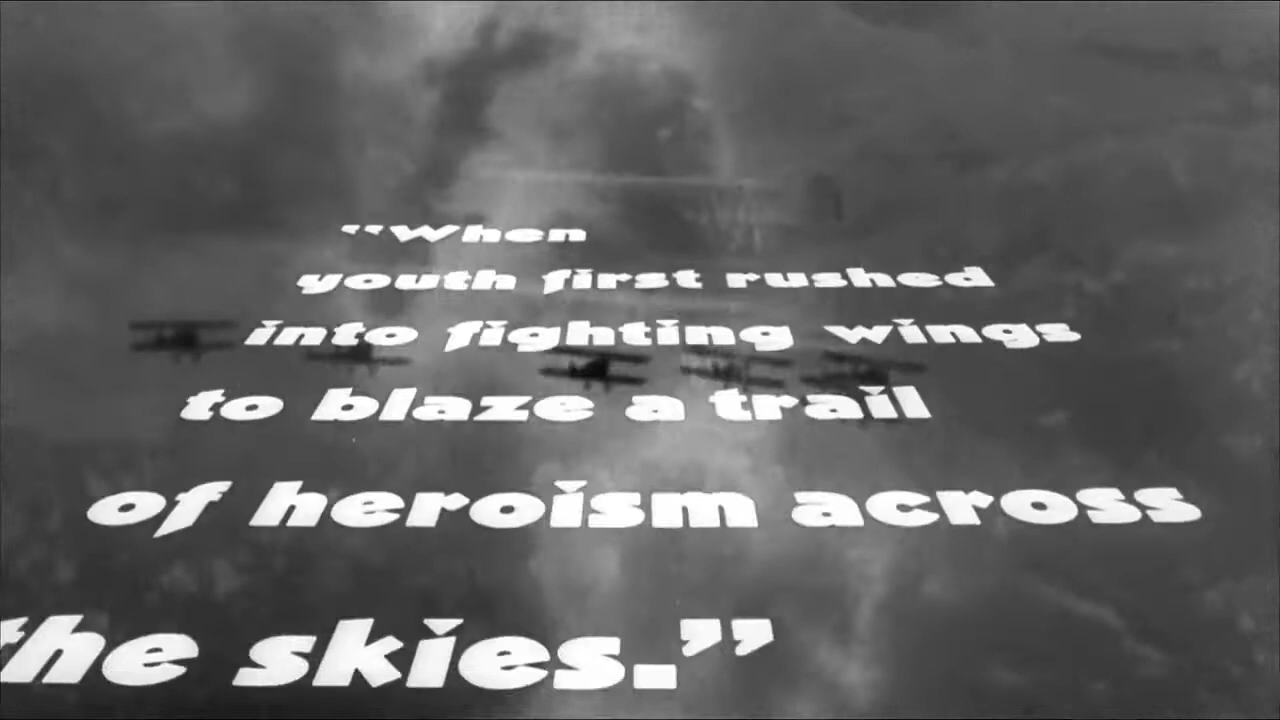 “When
youth first rushed
into fighting wings
to blaze a trail
of heroism across
the skies.”